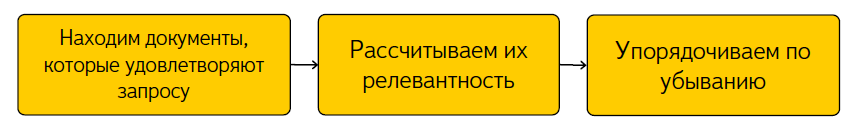 Находим документы,
которые удовлетворяют
запросу
Рассчитываем их
релевантность
Упорядочиваем по
убыванию